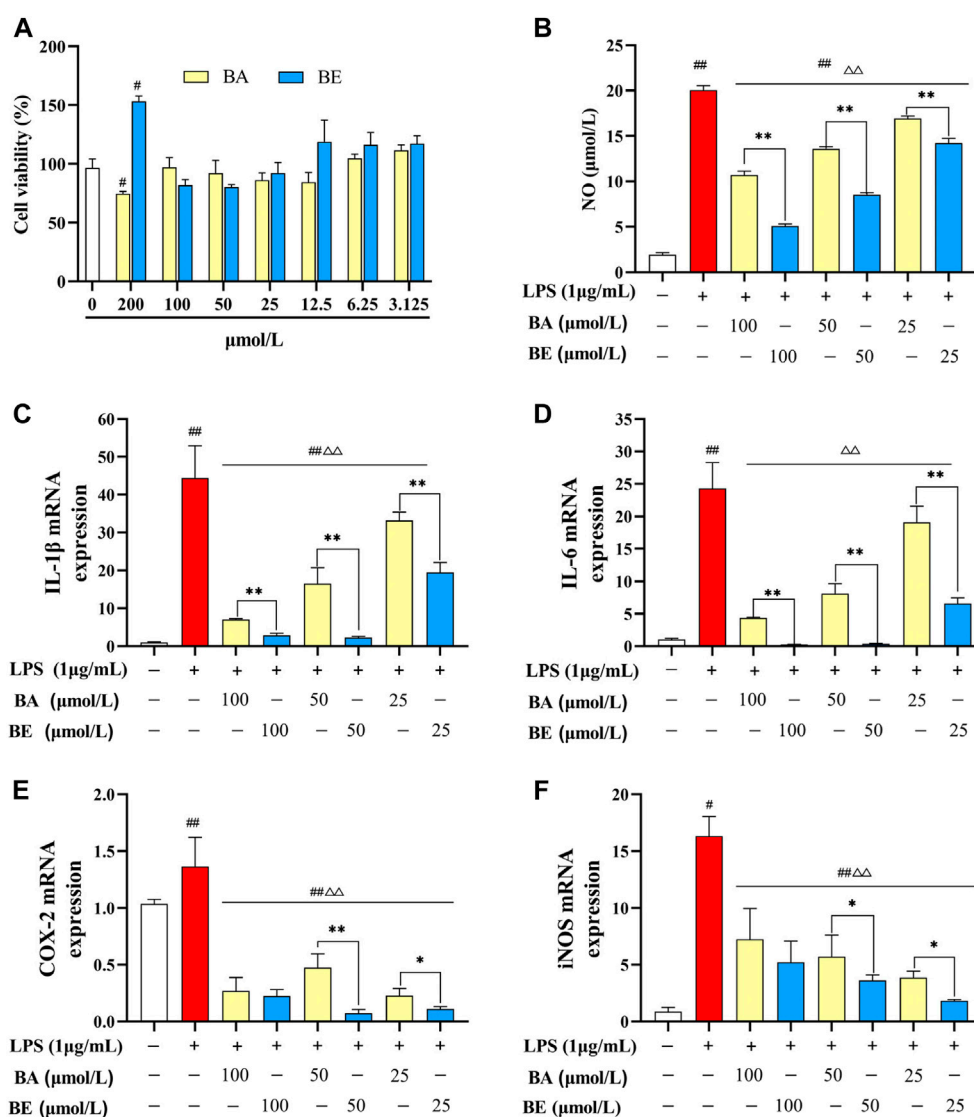 A
200
150
100
50
0
Cell viability (%)
BA BE
# #
0 200 100 50 25 12.5 6.25 3.125
μmol/L
B
25
20
15
10
5
0
NO (μmol/L)
## ## △△
** ** **
LPS (1μg/mL) – + + + + + + +
BA (μmol/L) – – 100 – 50 – 25 –
BE (μmol/L) – – – 100 – 50 – 25
C
60
50
40
30
20
10
0
IL-1β mRNA
expression
## ##△△
** ** **
LPS (1μg/mL) – + + + + + + +
BA (μmol/L) – – 100 – 50 – 25 –
BE (μmol/L) – – – 100 – 50 – 25
D
35
30
25
20
15
10
5
0
IL-6 mRNA
expression
## △△
** ** **
LPS (1μg/mL) – + + + + + + +
BA (μmol/L) – – 100 – 50 – 25 –
BE (μmol/L) – – – 100 – 50 – 25
E
2.0
1.5
1.0
0.5
0.0
COX-2 mRNA
expression
## ##△△
** *
LPS (1μg/mL) – + + + + + + +
BA (μmol/L) – – 100 – 50 – 25 –
BE (μmol/L) – – – 100 – 50 – 25
F
20
15
10
5
0
iNOS mRNA
expression
# ##△△
* *
LPS (1μg/mL) – + + + + + + +
BA (μmol/L) – – 100 – 50 – 25 –
BE (μmol/L) – – – 100 – 50 – 25